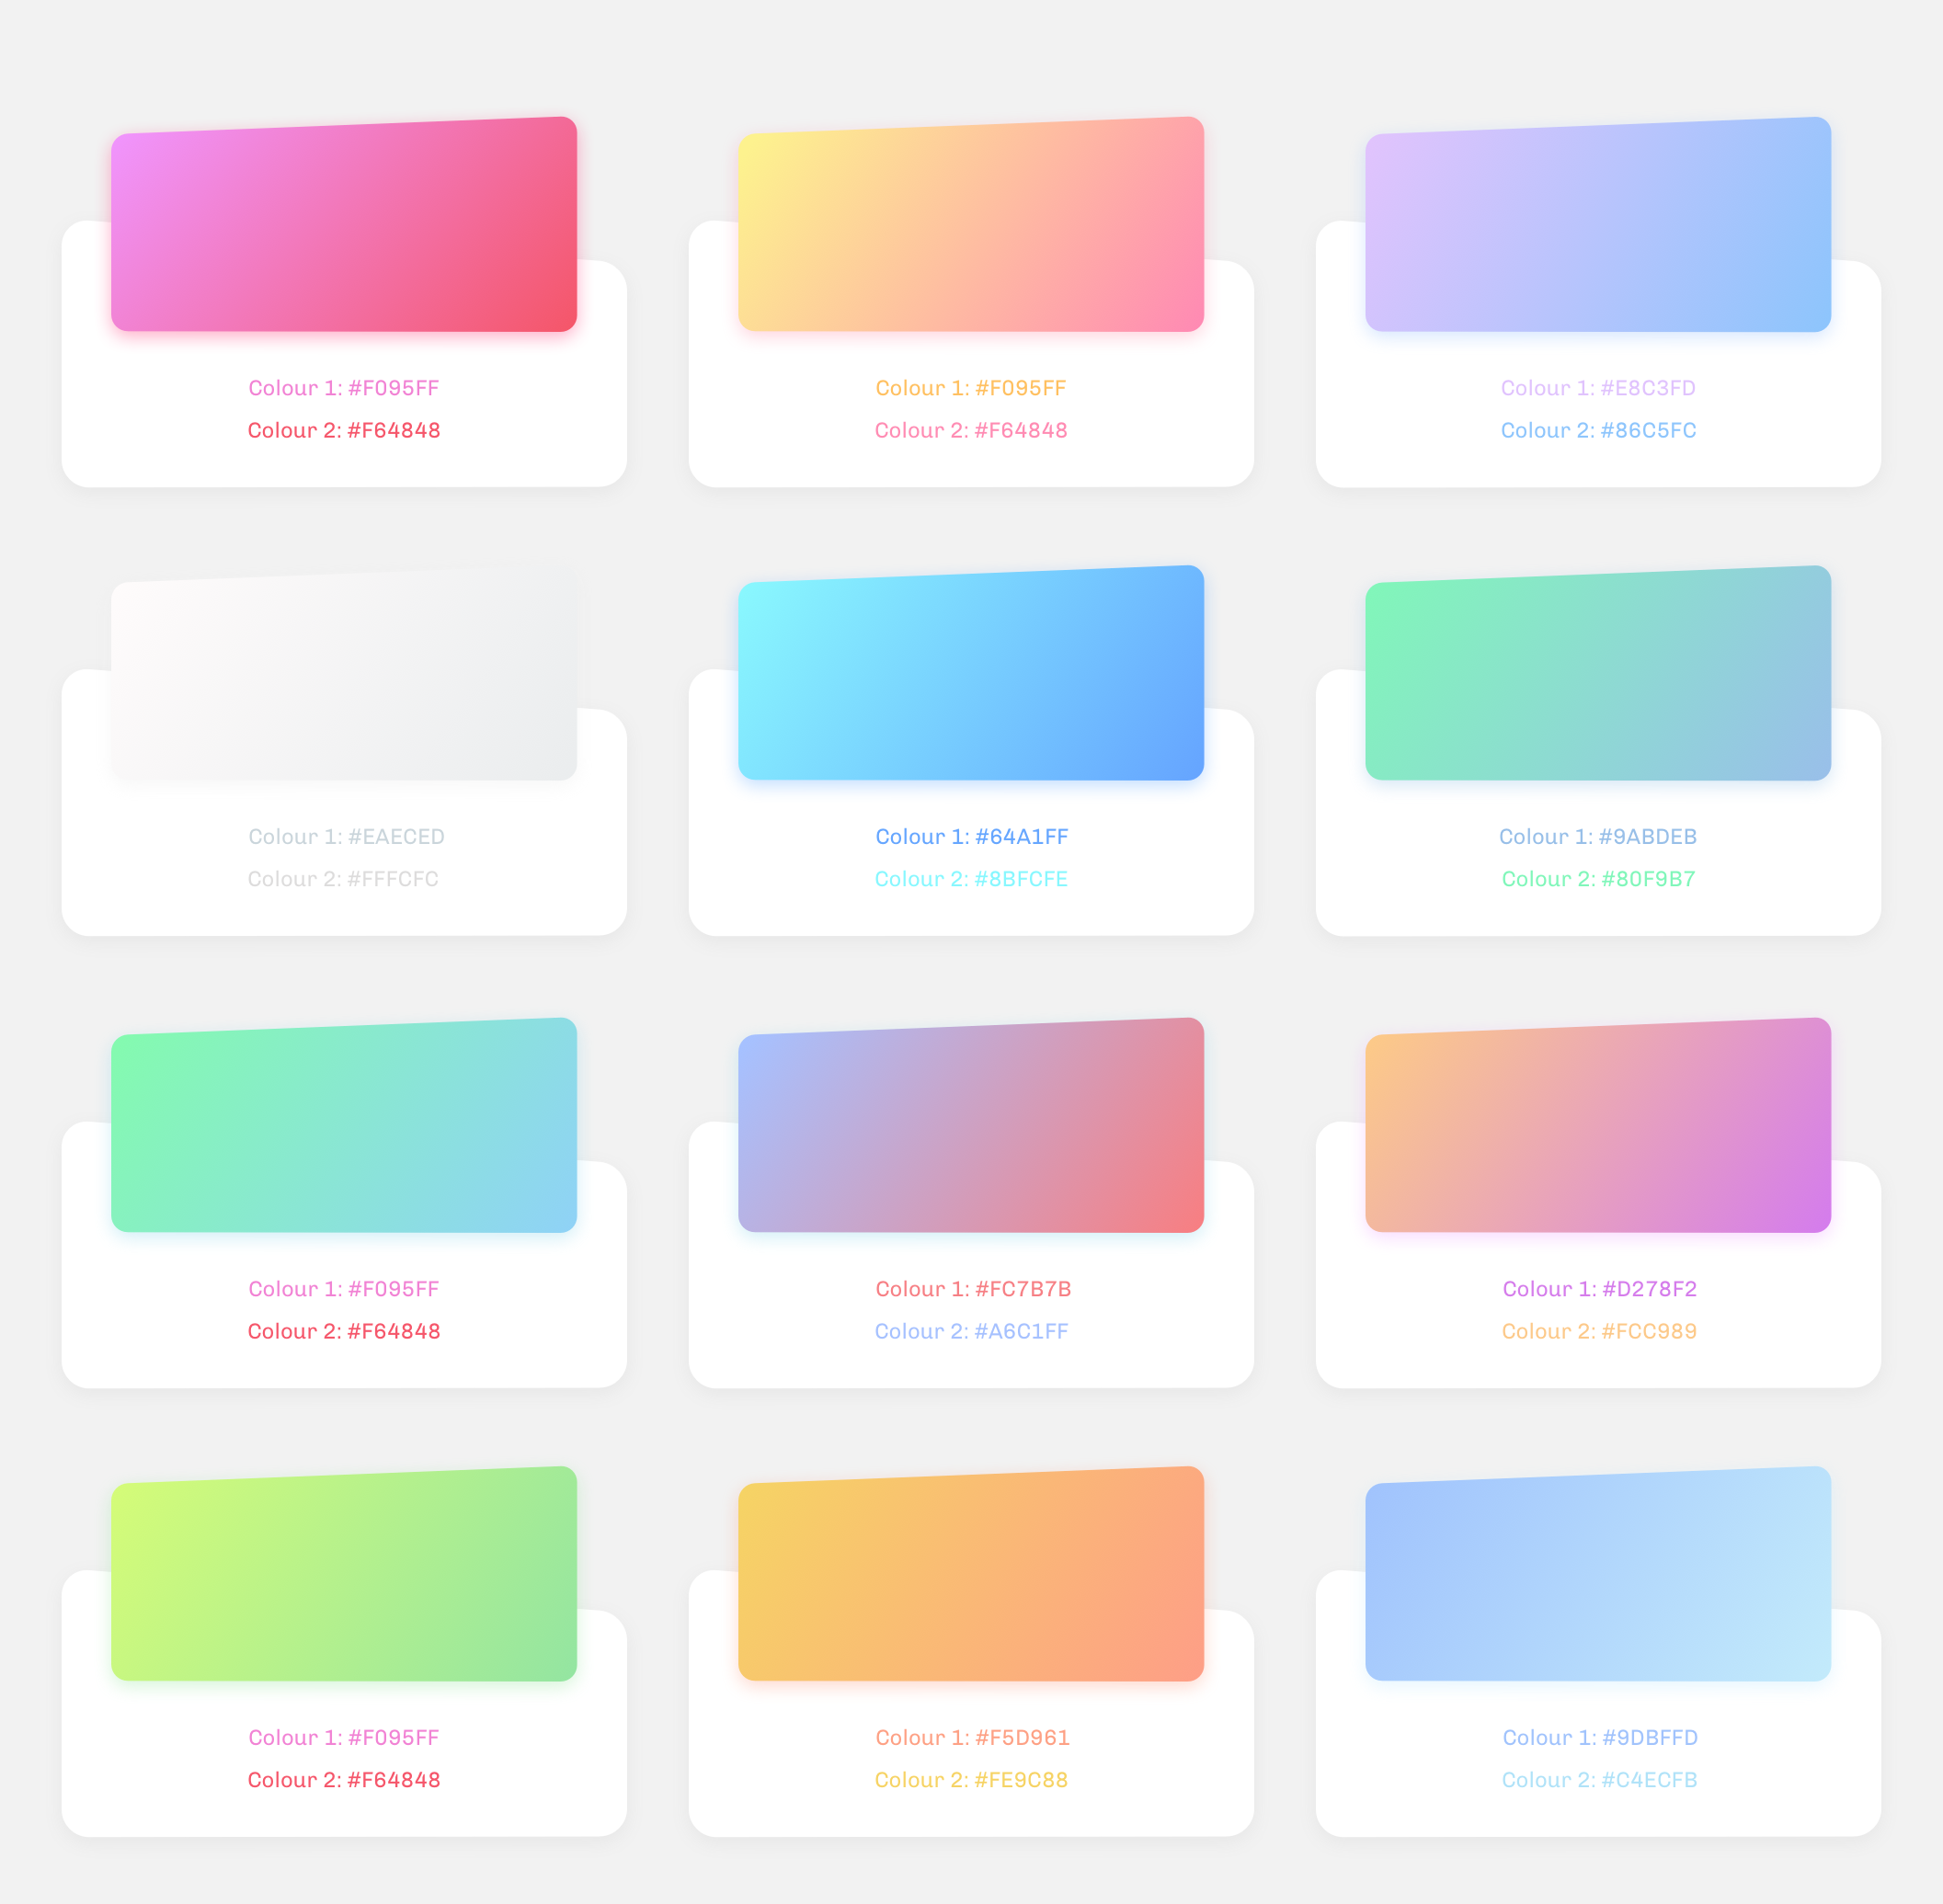 Colour 1: #F095FF
Colour 2: #F64848
Colour 1: #F095FF
Colour 2: #F64848
Colour 1: #E8C3FD
Colour 2: #86C5FC
Colour 1: #EAECED
Colour 2: #FFFCFC
Colour 1: #64A1FF
Colour 2: #8BFCFE
Colour 1: #9ABDEB
Colour 2: #80F9B7
Colour 1: #F095FF
Colour 2: #F64848
Colour 1: #FC7B7B
Colour 2: #A6C1FF
Colour 1: #D278F2
Colour 2: #FCC989
Colour 1: #F095FF
Colour 2: #F64848
Colour 1: #F5D961
Colour 2: #FE9C88
Colour 1: #9DBFFD
Colour 2: #C4ECFB